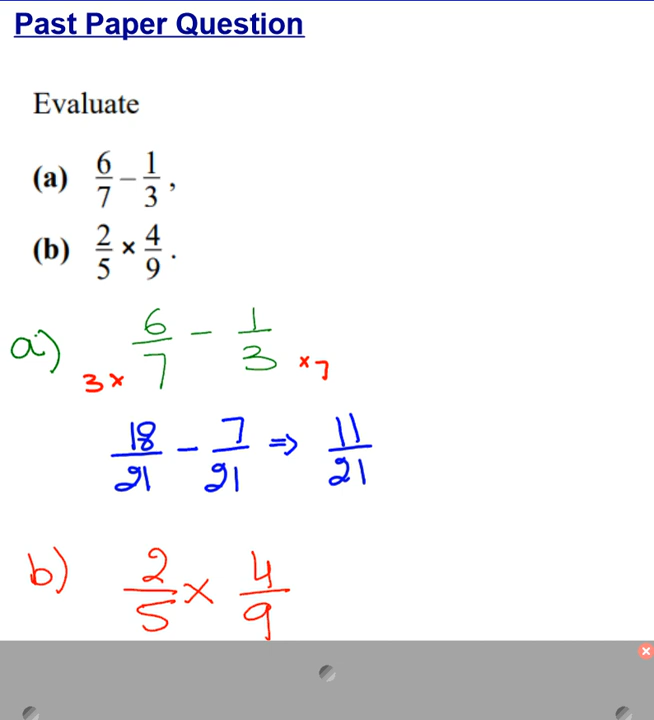 Past Paper Question
Evaluate
(a) 6/7 − 1/3 ,
(b) 2/5 × 4/9 .
a) 6/7 − 1/3
3× ×7
18/21 − 7/21 ⇒ 11/21
b) 2/5 × 4/9